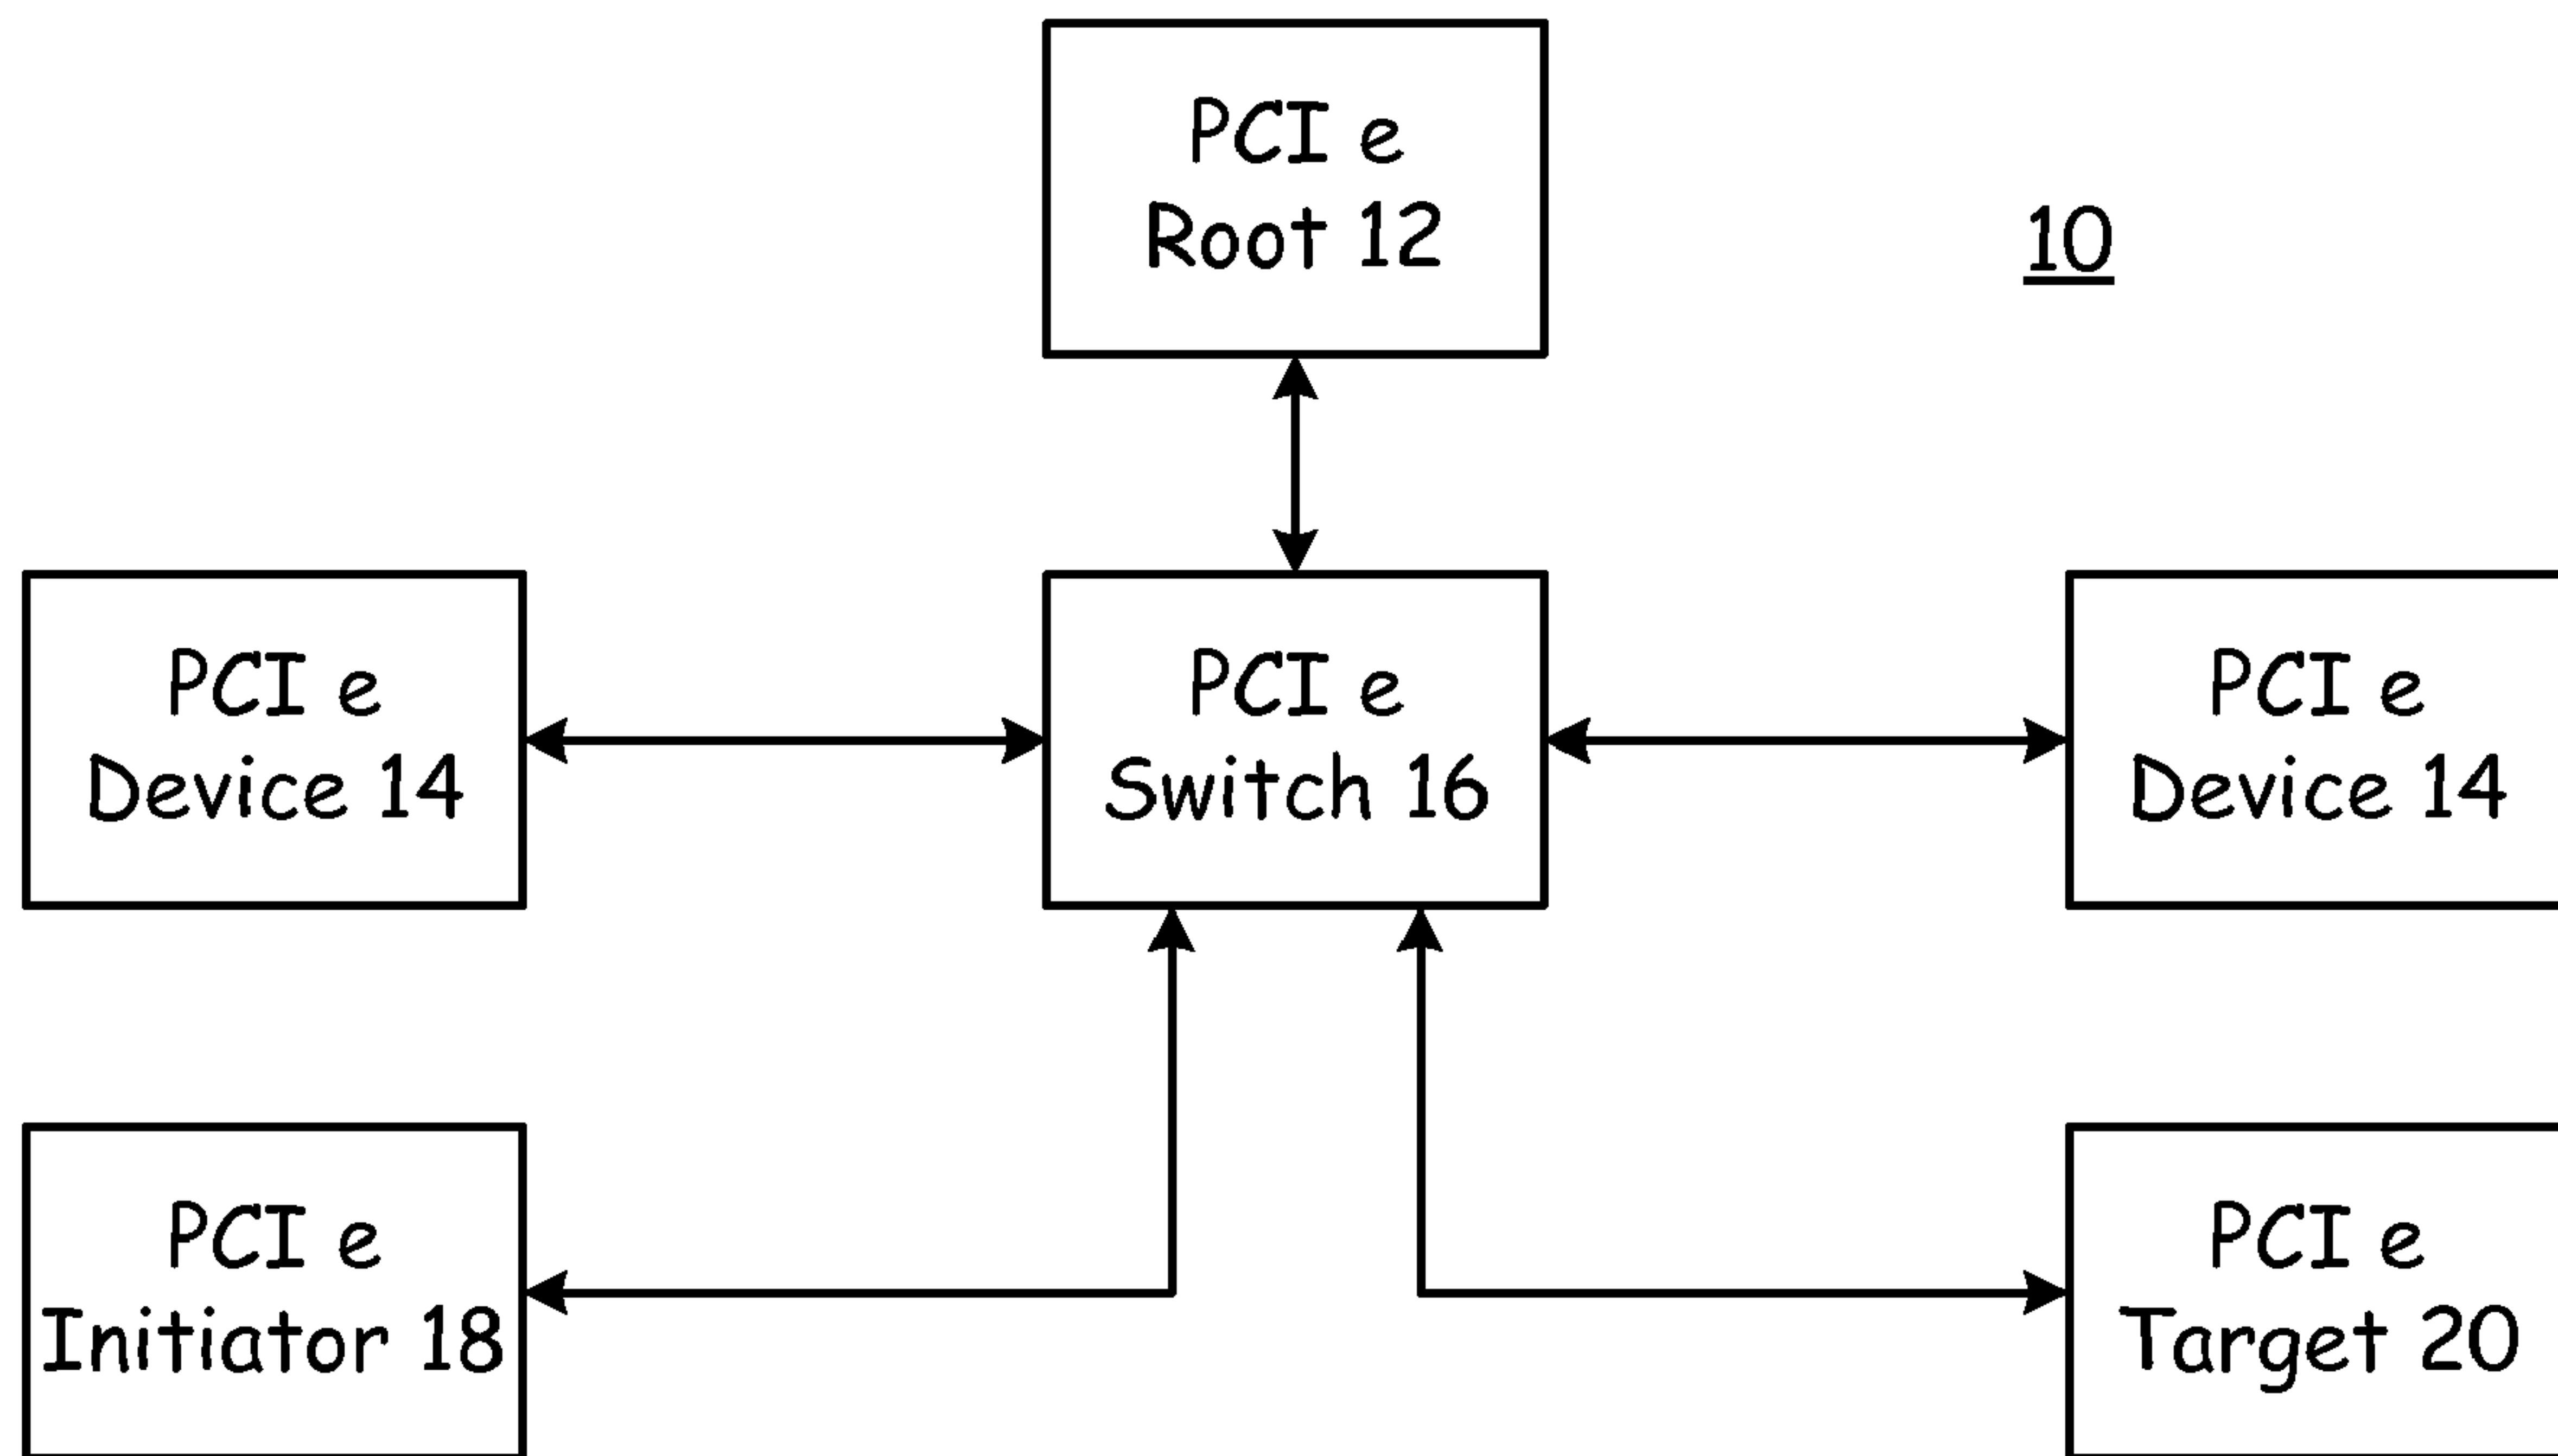 PCI e
Root 12
10
PCI e
Device 14
PCI e
Switch 16
PCI e
Device 14
PCI e
Initiator 18
PCI e
Target 20